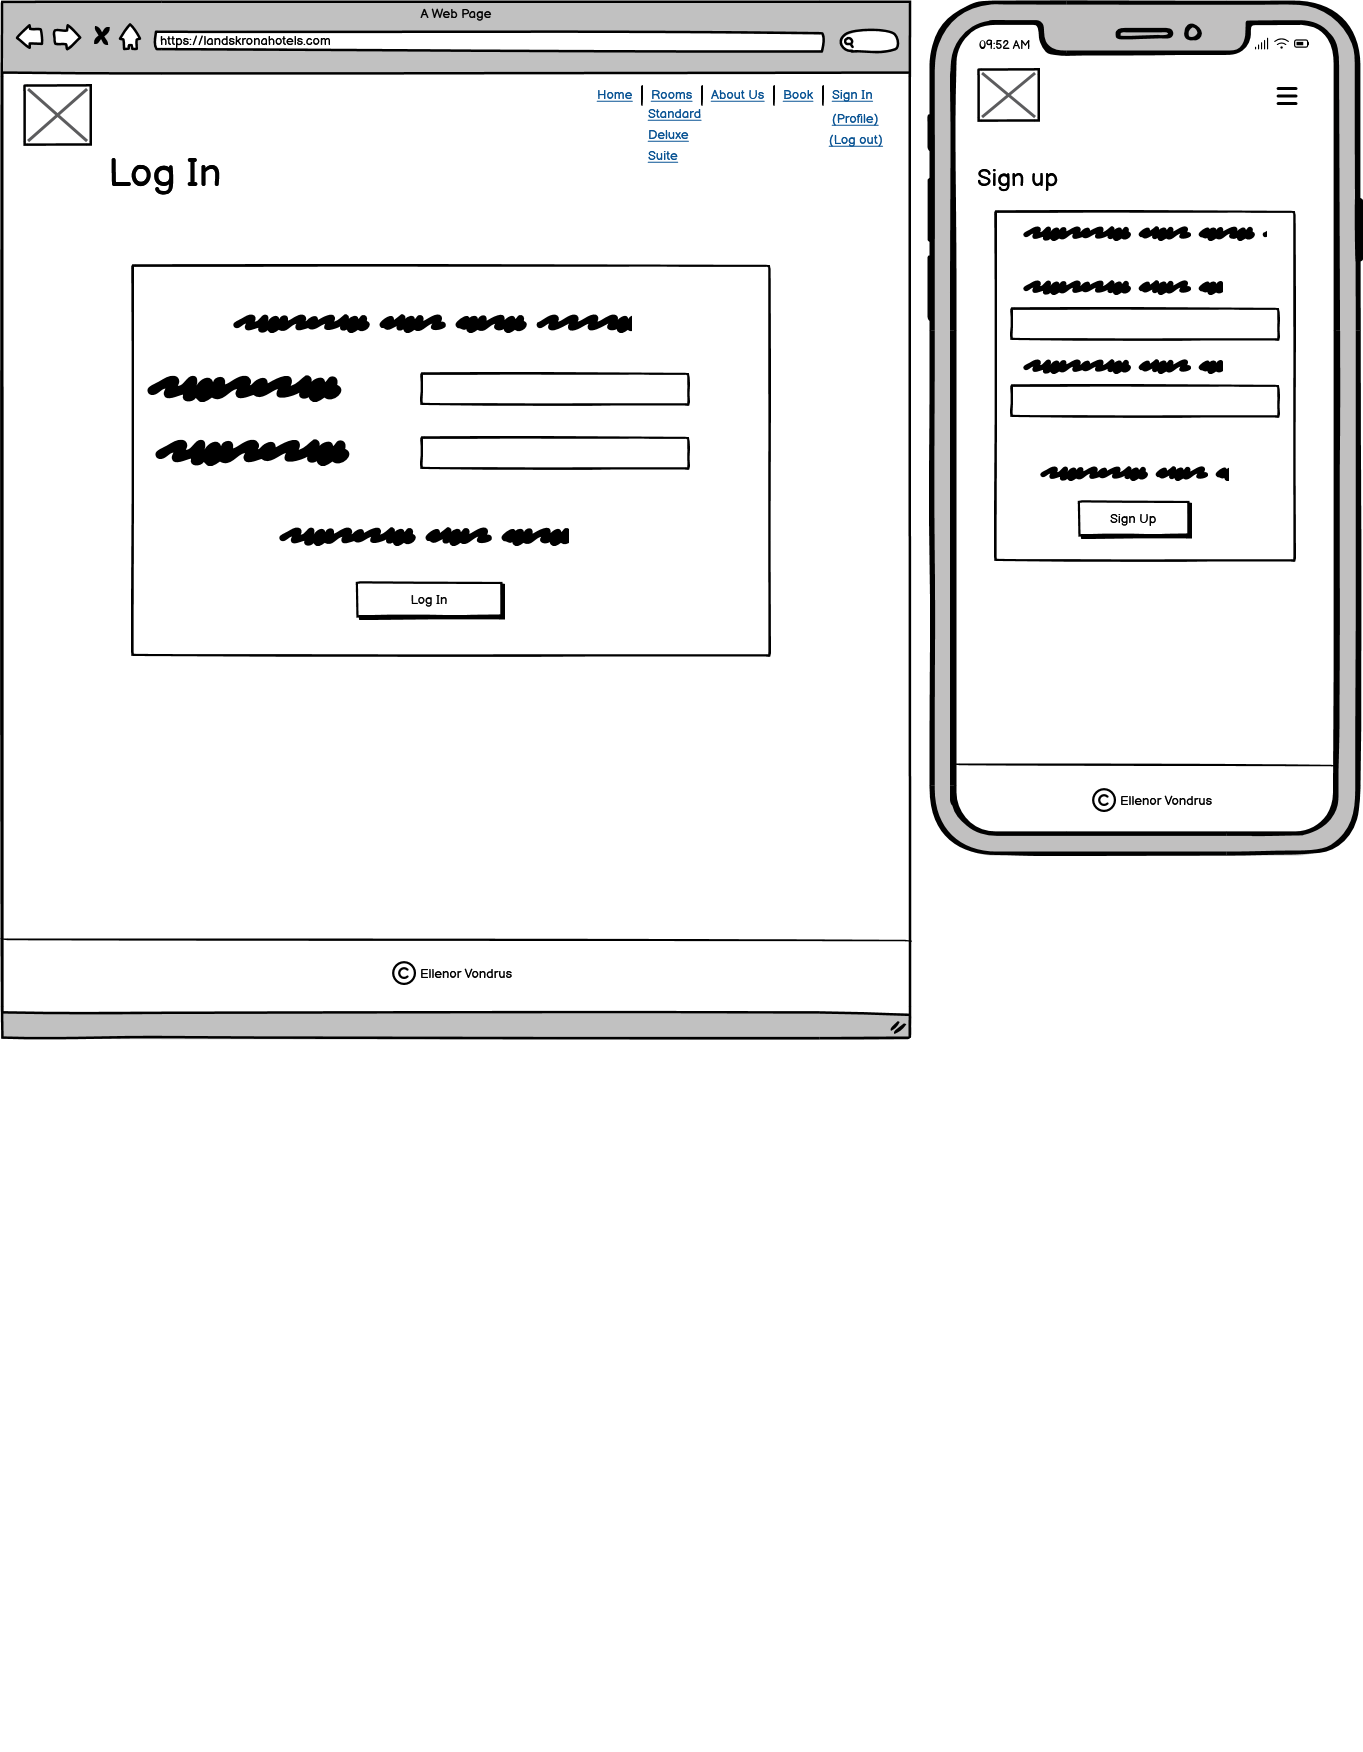 A Web Page
https://landskronahotels.com
Home Rooms About Us Book Sign In
Standard (Profile)
Deluxe (Log out)
Suite
Log In
Log In
© Ellenor Vondrus
09:52 AM
Sign up
Sign Up
© Ellenor Vondrus